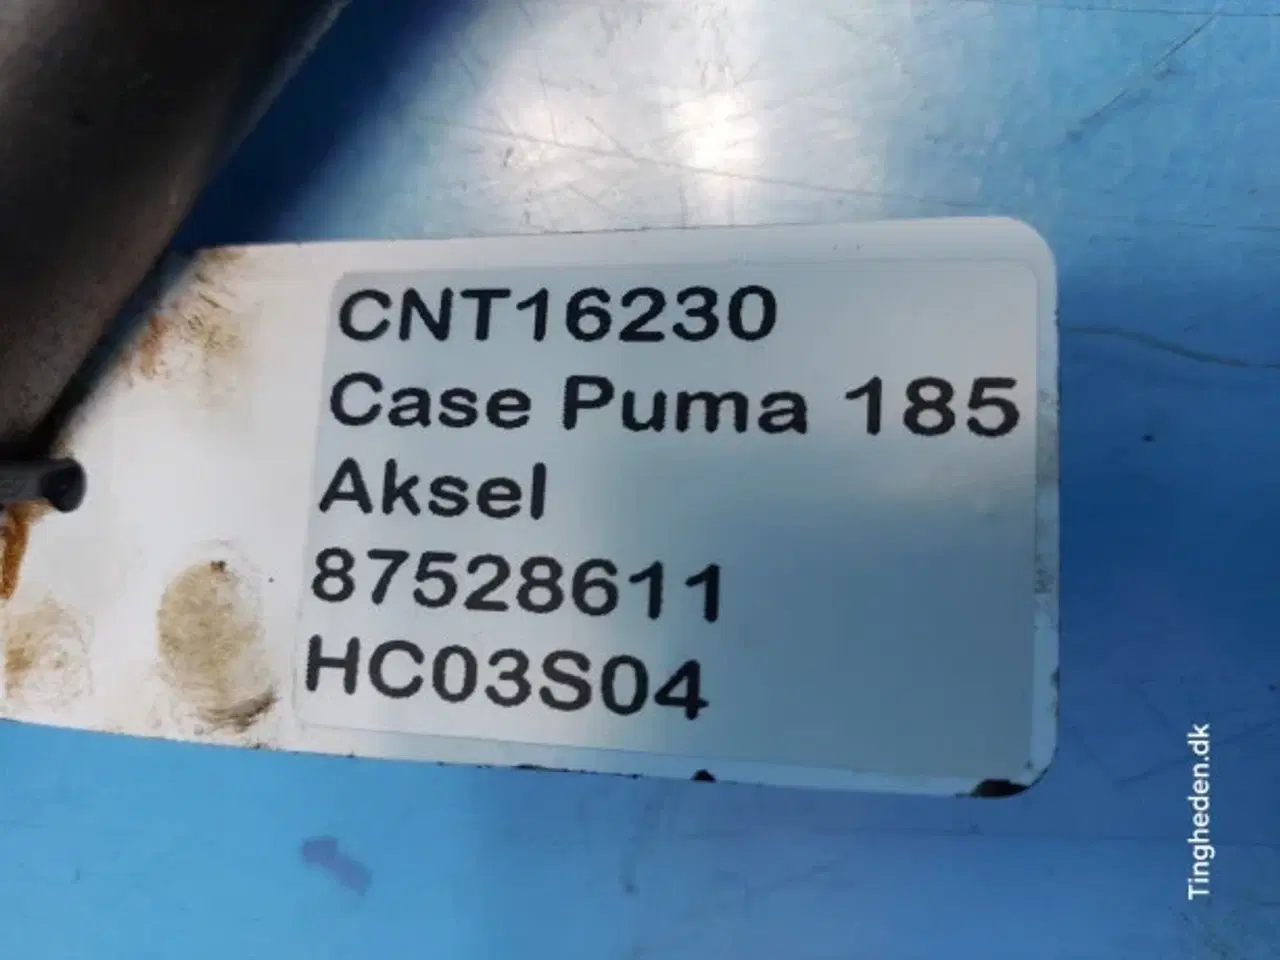 CNT16230
Case Puma 185
Aksel
87528611
HC03S04
Tingheden.dk